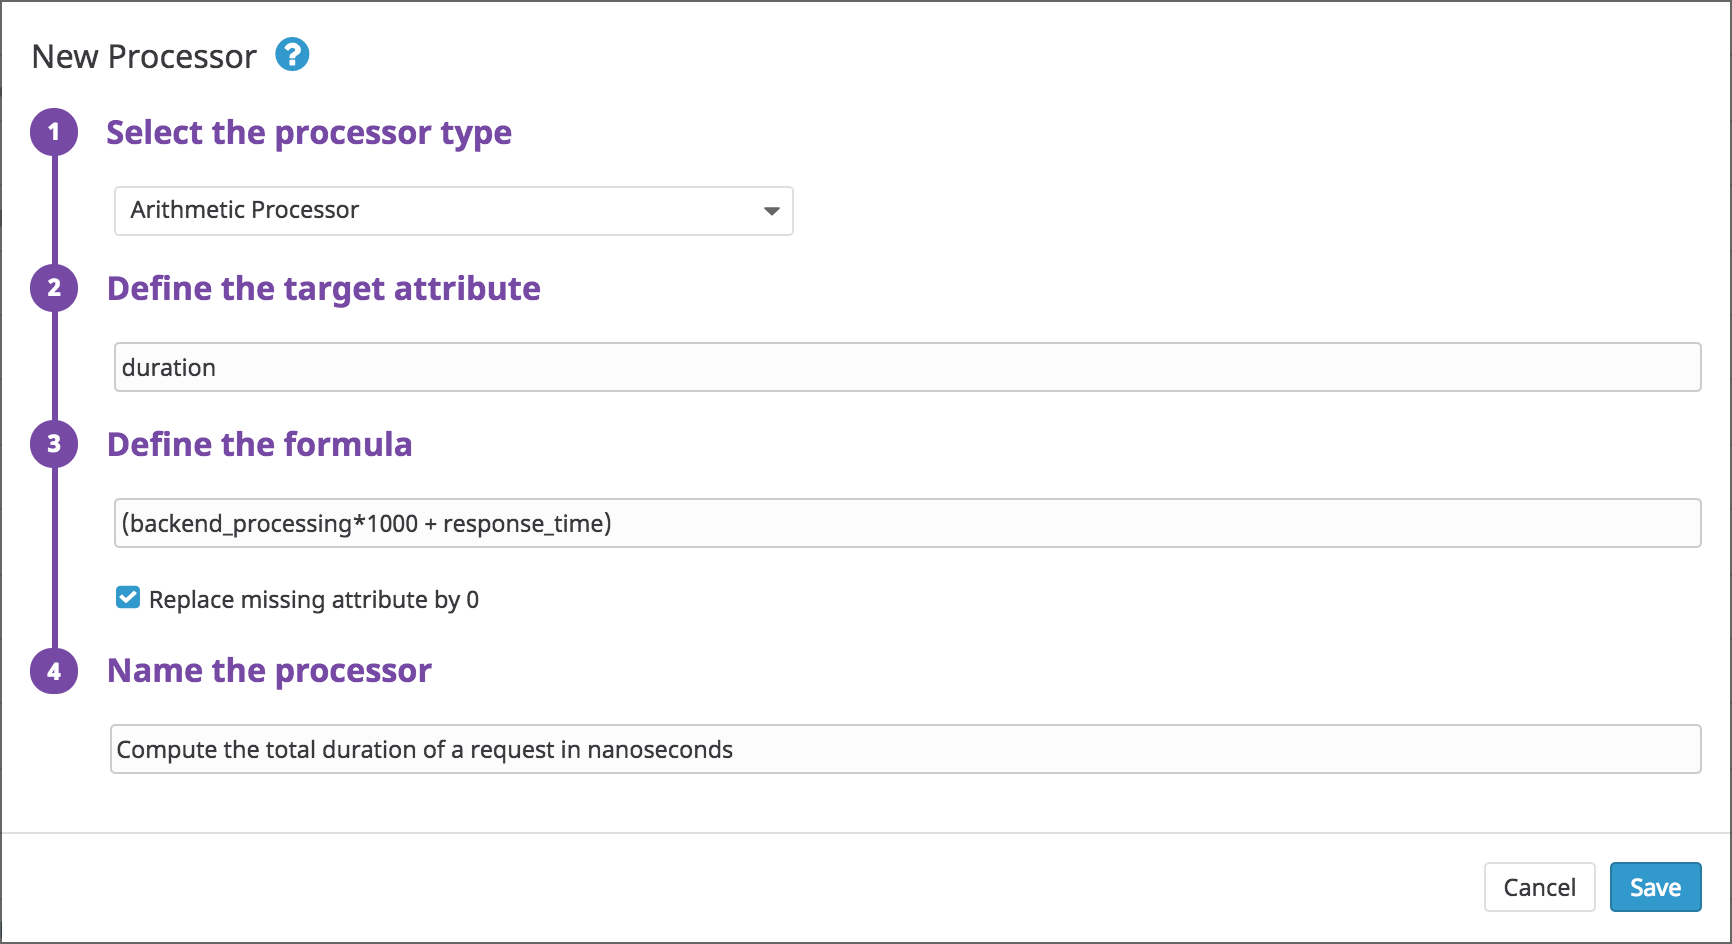 New Processor ?
1 Select the processor type
Arithmetic Processor
2 Define the target attribute
duration
3 Define the formula
(backend_processing*1000 + response_time)
Replace missing attribute by 0
4 Name the processor
Compute the total duration of a request in nanoseconds
Cancel Save